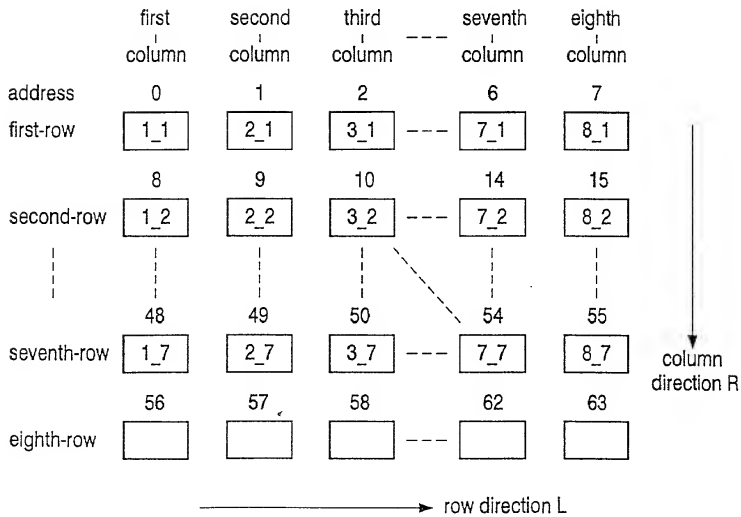 first second third seventh eighth
column column column column column
address 0 1 2 6 7
first-row 1_1 2_1 3_1 7_1 8_1
8 9 10 14 15
second-row 1_2 2_2 3_2 7_2 8_2
48 49 50 54 55
seventh-row 1_7 2_7 3_7 7_7 8_7
column
direction R
56 57 58 62 63
eighth-row
row direction L